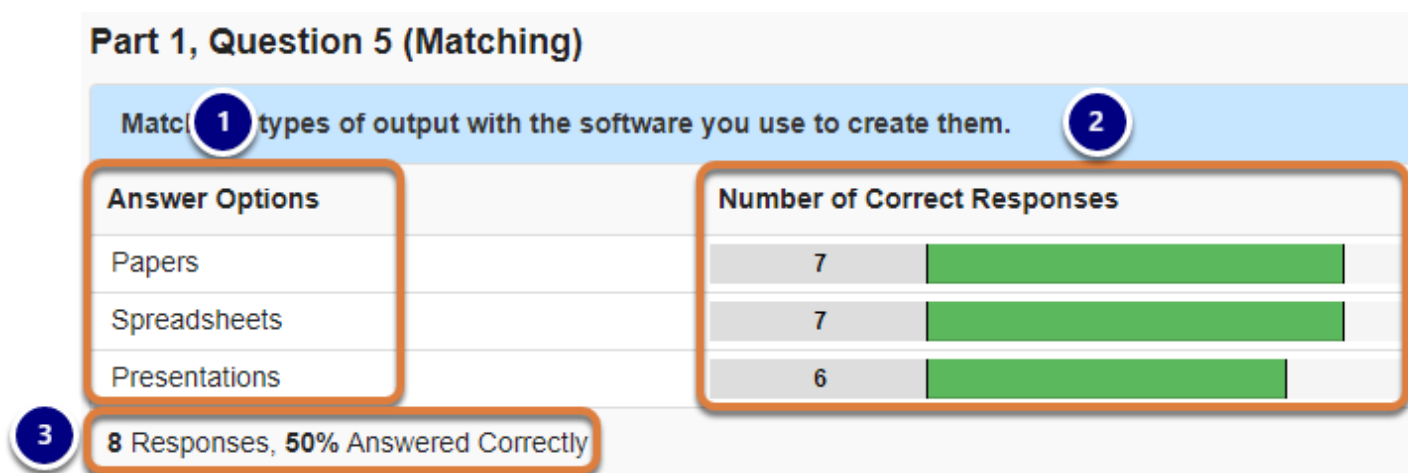 Part 1, Question 5 (Matching)
Matc 1 types of output with the software you use to create them. 2
Answer Options Number of Correct Responses
Papers 7
Spreadsheets 7
Presentations 6
3 8 Responses, 50% Answered Correctly